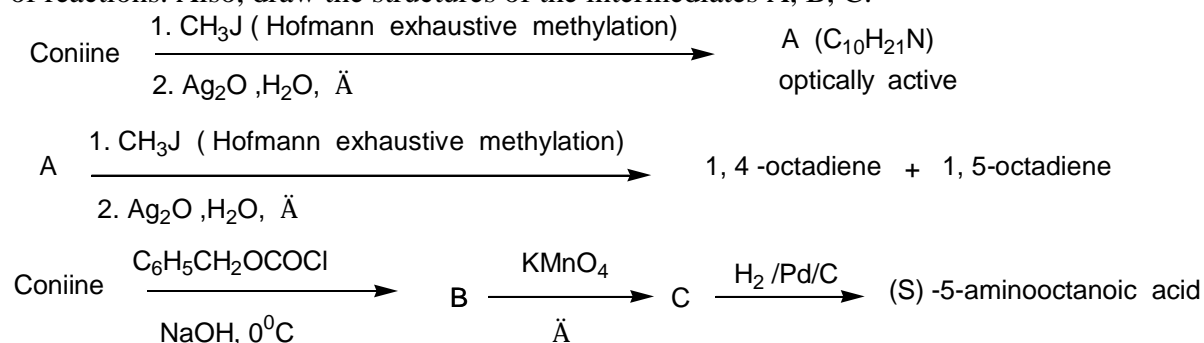 of reactions. Also, draw the structures of the intermediates A, B, C.
1. CH₃J ( Hofmann exhaustive methylation)
Coniine
A (C₁₀H₂₁N)
2. Ag₂O ,H₂O, Ä
optically active
1. CH₃J ( Hofmann exhaustive methylation)
A
1, 4 -octadiene + 1, 5-octadiene
2. Ag₂O ,H₂O, Ä
C₆H₅CH₂OCOCl
KMnO₄
H₂ /Pd/C
Coniine
B
C
(S) -5-aminooctanoic acid
NaOH, 0⁰C
Ä